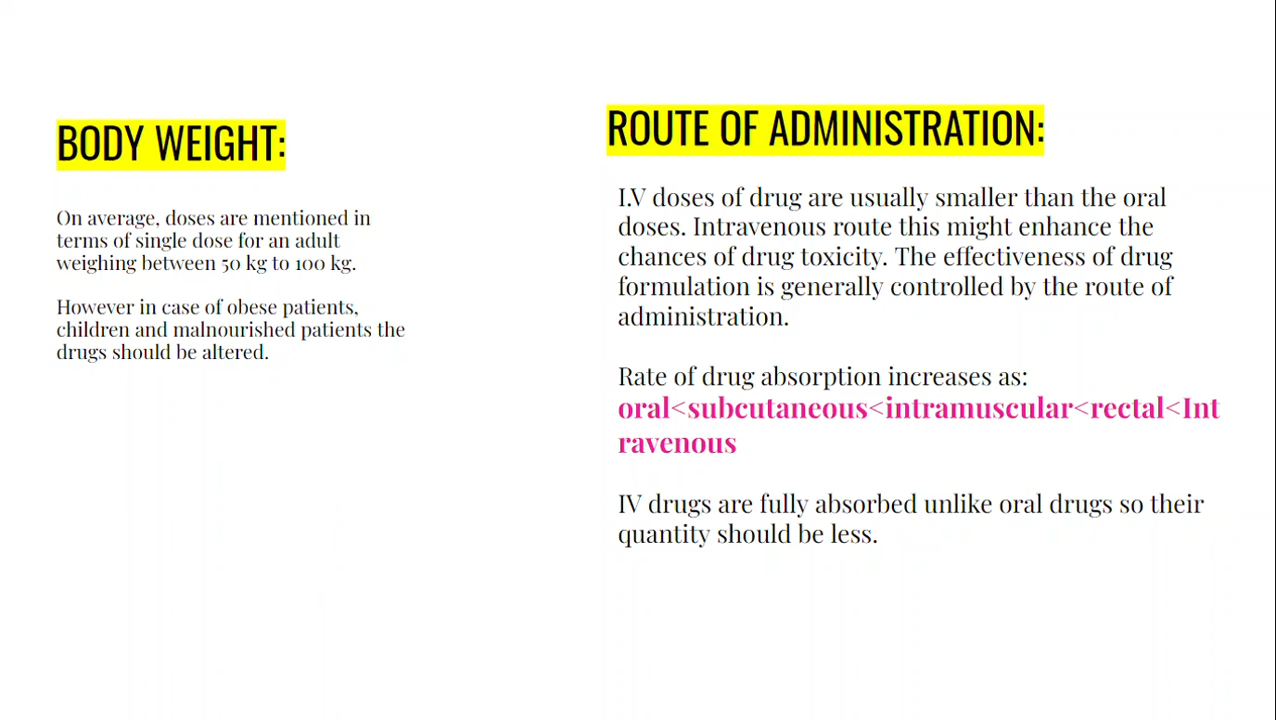 BODY WEIGHT:
On average, doses are mentioned in
terms of single dose for an adult
weighing between 50 kg to 100 kg.
However in case of obese patients,
children and malnourished patients the
drugs should be altered.
ROUTE OF ADMINISTRATION:
I.V doses of drug are usually smaller than the oral
doses. Intravenous route this might enhance the
chances of drug toxicity. The effectiveness of drug
formulation is generally controlled by the route of
administration.
Rate of drug absorption increases as:
oral<subcutaneous<intramuscular<rectal<Int
ravenous
IV drugs are fully absorbed unlike oral drugs so their
quantity should be less.